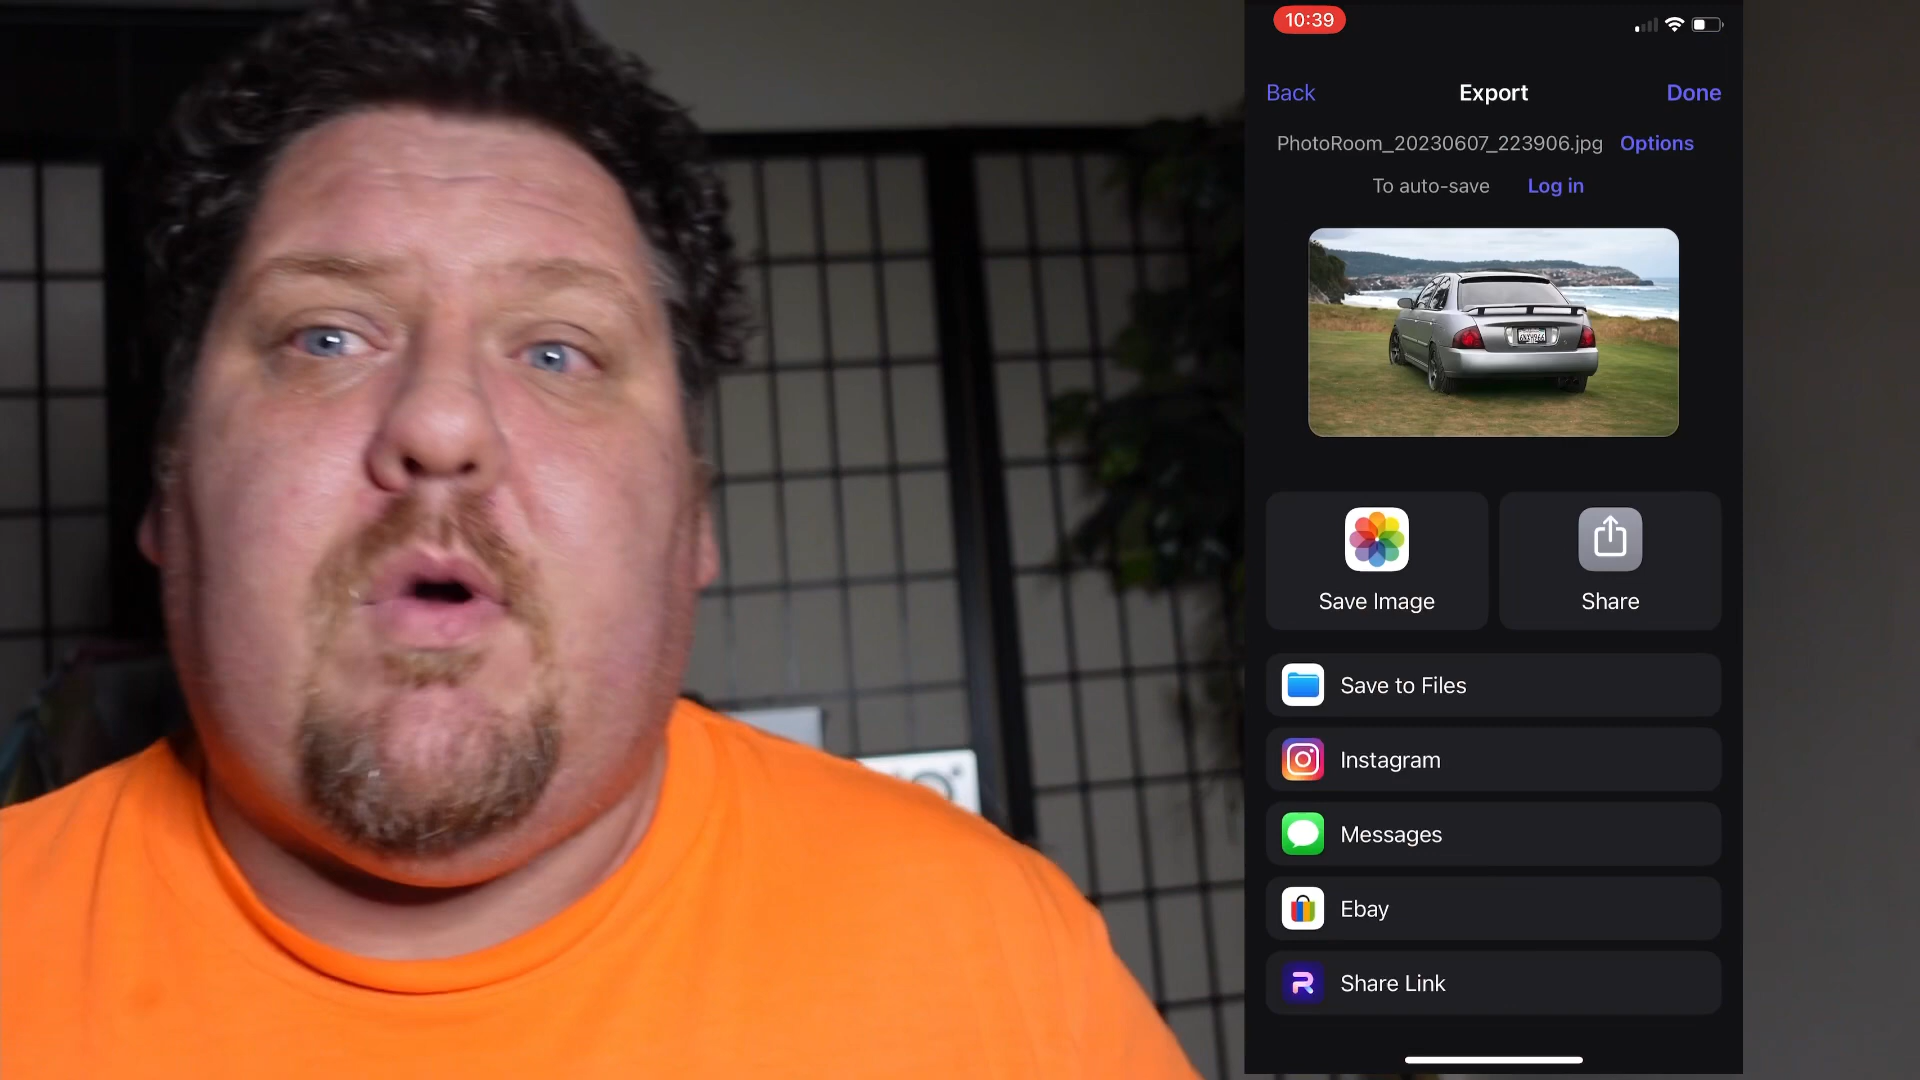 10:39
Back Export Done
PhotoRoom_20230607_223906.jpg Options
To auto-save Log in
Save Image Share
Save to Files
Instagram
Messages
Ebay
Share Link